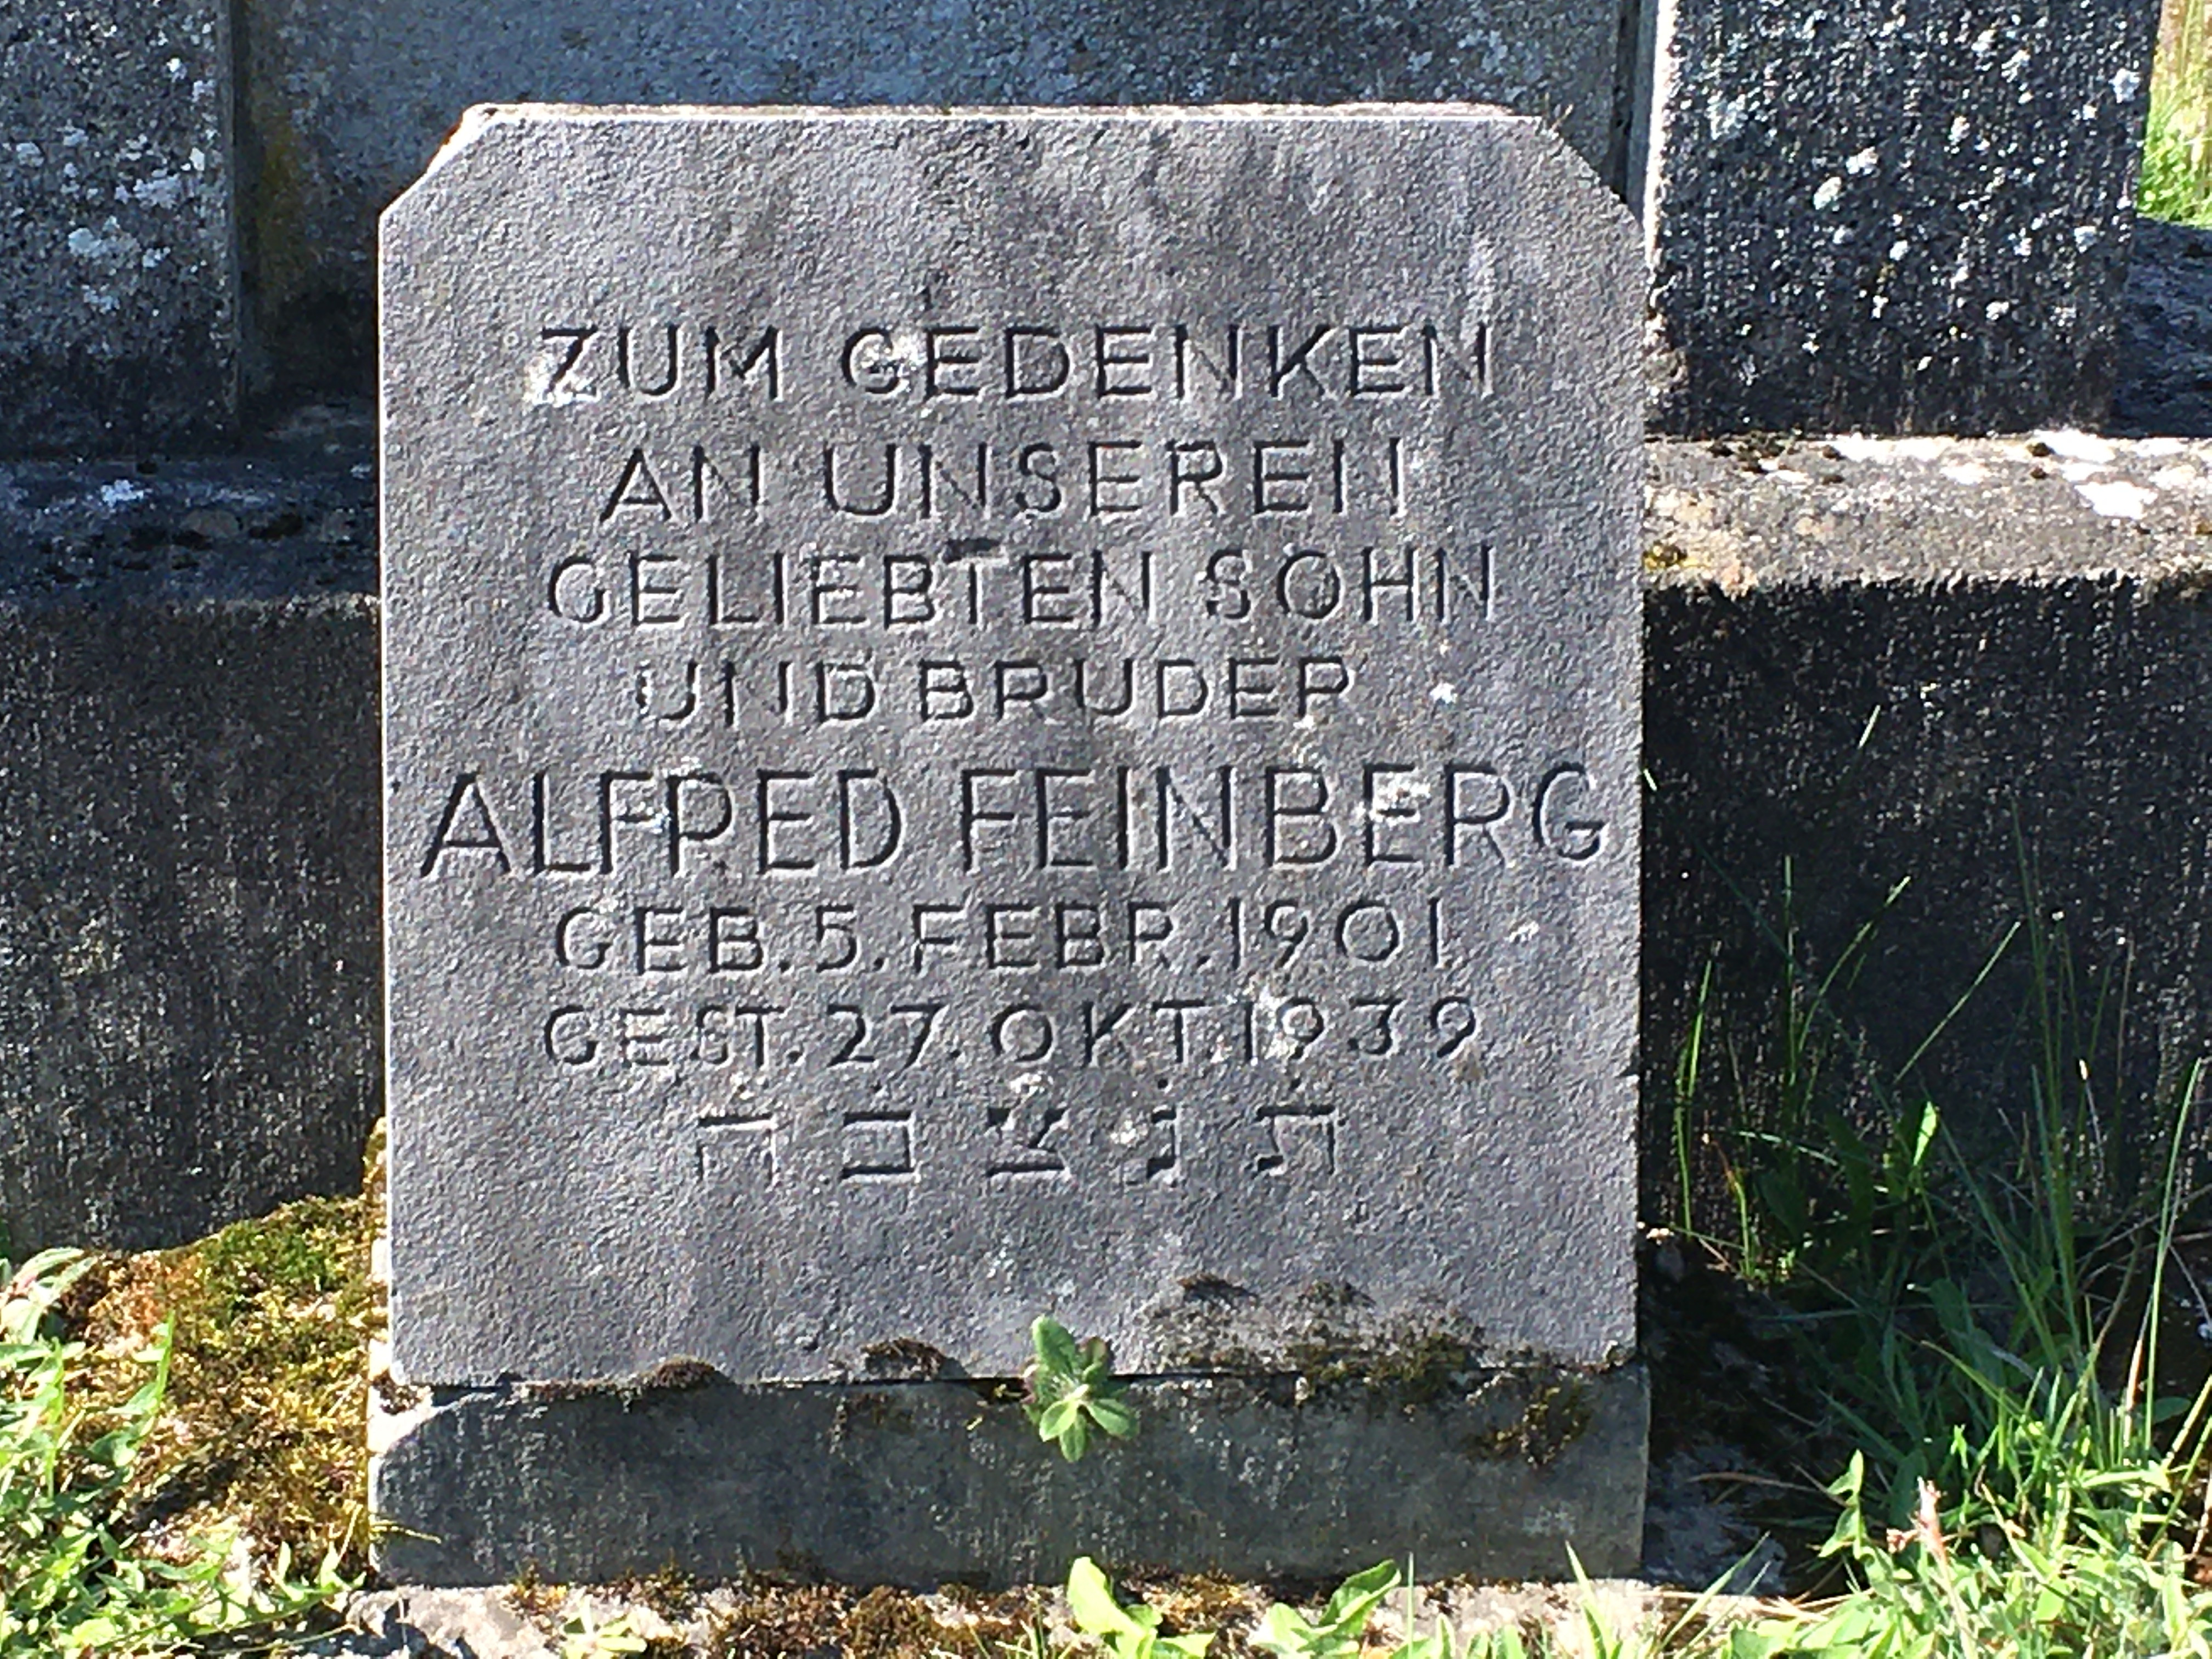 ZUM GEDENKEN
AN UNSEREN
GELIEBTEN SOHN
UND BRUDER
ALFRED FEINBERG
GEB. 5. FEBR. 1901
GEST. 27. OKT. 1939
ת̇ נ̇ צ̇ ב̇ ה̇